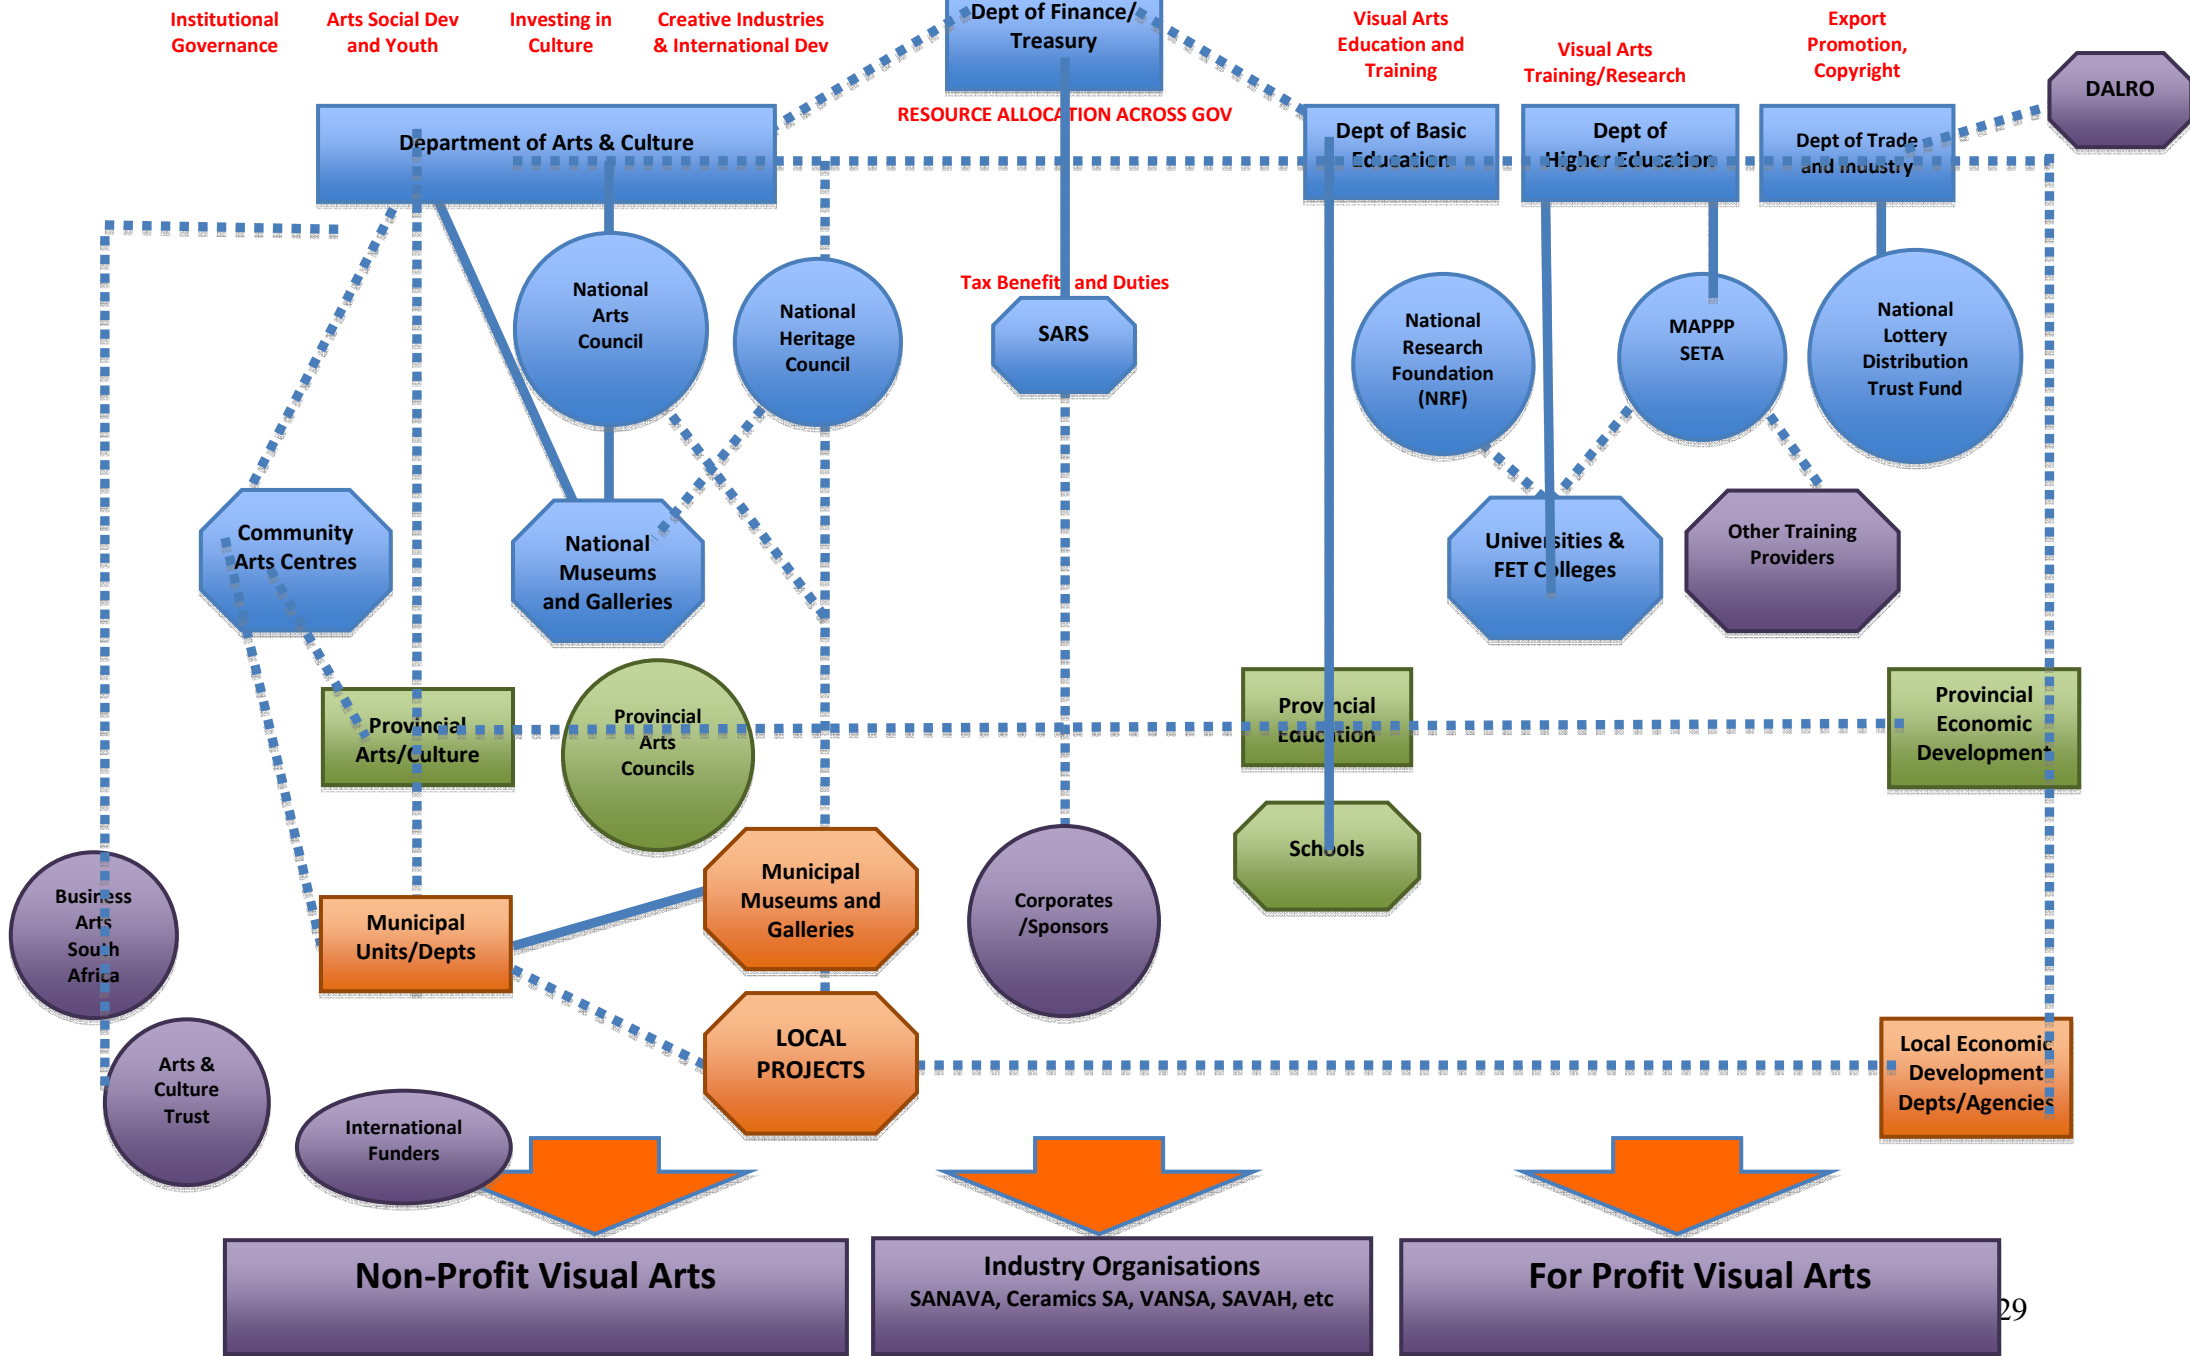 Institutional
Governance
Arts Social Dev
and Youth
Investing in
Culture
Creative Industries
& International Dev
Dept of Finance/
Treasury
Visual Arts
Education and
Training
Visual Arts
Training/Research
Export
Promotion,
Copyright
DALRO
RESOURCE ALLOCATION ACROSS GOV
Department of Arts & Culture
Dept of Basic
Education
Dept of
Higher Education
Dept of Trade
and Industry
National
Arts
Council
National
Heritage
Council
Tax Benefits and Duties
SARS
National
Research
Foundation
(NRF)
MAPPP
SETA
National
Lottery
Distribution
Trust Fund
Community
Arts Centres
National
Museums
and Galleries
Universities &
FET Colleges
Other Training
Providers
Provincial
Arts/Culture
Provincial
Arts
Councils
Provincial
Education
Provincial
Economic
Development
Schools
Business
Arts
South
Africa
Municipal
Units/Depts
Municipal
Museums and
Galleries
Corporates
/Sponsors
Arts &
Culture
Trust
LOCAL
PROJECTS
Local Economic
Development
Depts/Agencies
International
Funders
Non-Profit Visual Arts
Industry Organisations
SANAVA, Ceramics SA, VANSA, SAVAH, etc
For Profit Visual Arts
29